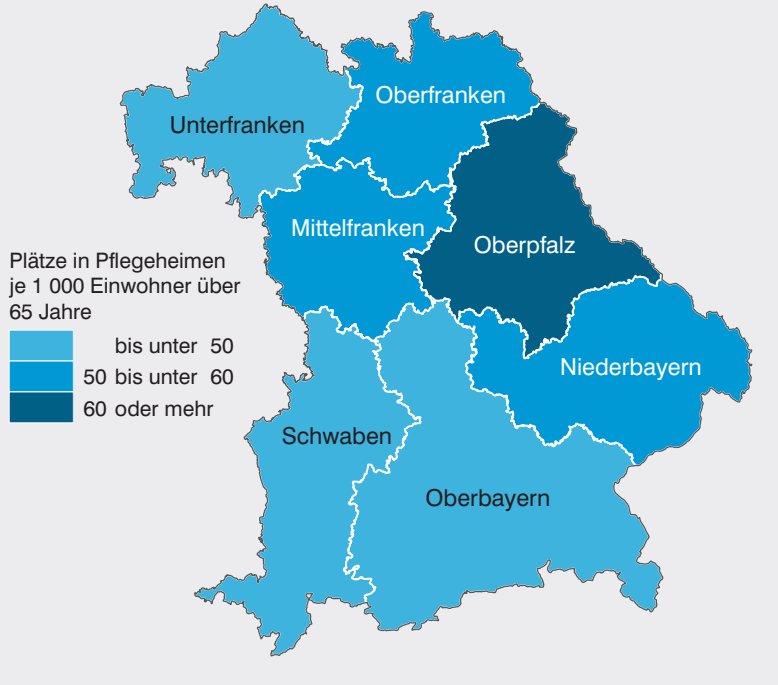 Oberfranken
Unterfranken
Mittelfranken
Oberpfalz
Plätze in Pflegeheimen
je 1 000 Einwohner über
65 Jahre
bis unter 50
50 bis unter 60
60 oder mehr
Niederbayern
Schwaben
Oberbayern